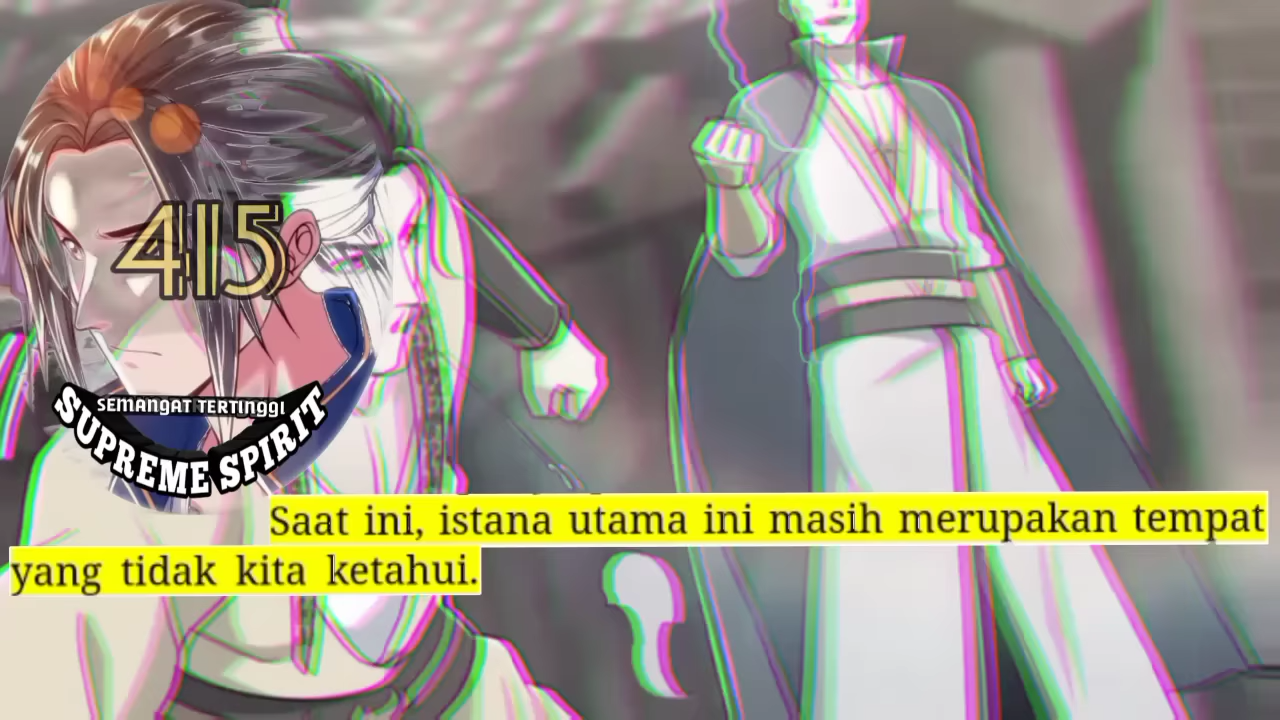 415
SEMANGAT TERTINGGI
SUPREME SPIRIT
Saat ini, istana utama ini masih merupakan tempat
yang tidak kita ketahui.